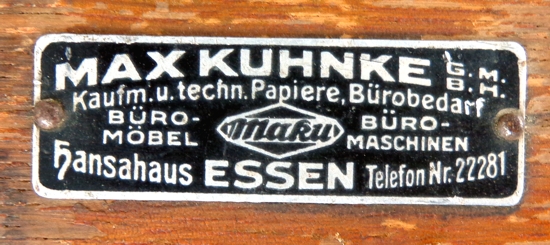 MAX KUHNKE G.M.B.H.
Kaufm.u.techn.Papiere,Bürobedarf
BÜRO-MÖBEL
Maku
BÜRO-MASCHINEN
Hansahaus ESSEN Telefon Nr. 22281